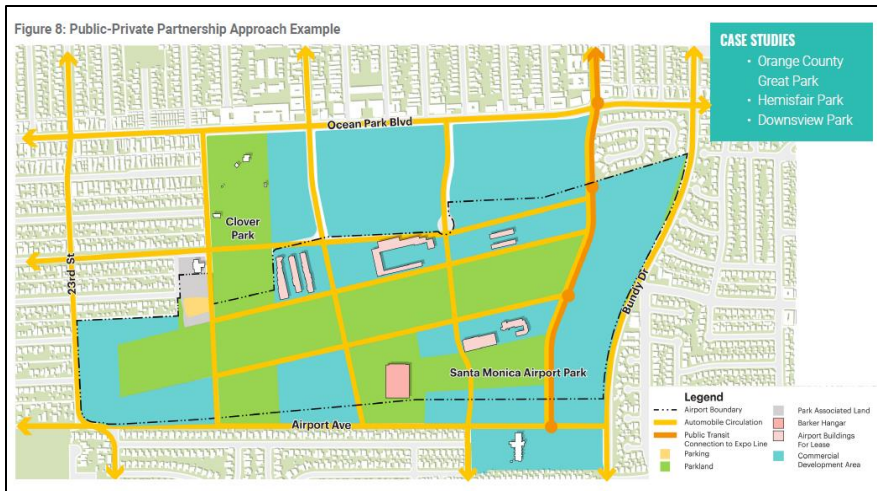 Figure 8: Public-Private Partnership Approach Example
CASE STUDIES
• Orange County
Great Park
• Hemisfair Park
• Downsview Park
Ocean Park Blvd
Clover
Park
23rd St
Bundy Dr
Santa Monica Airport Park
Airport Ave
Legend
Airport Boundary
Automobile Circulation
Public Transit
Connection to Expo Line
Parking
Parkland
Park Associated Land
Barker Hangar
Airport Buildings
For Lease
Commercial
Development Area